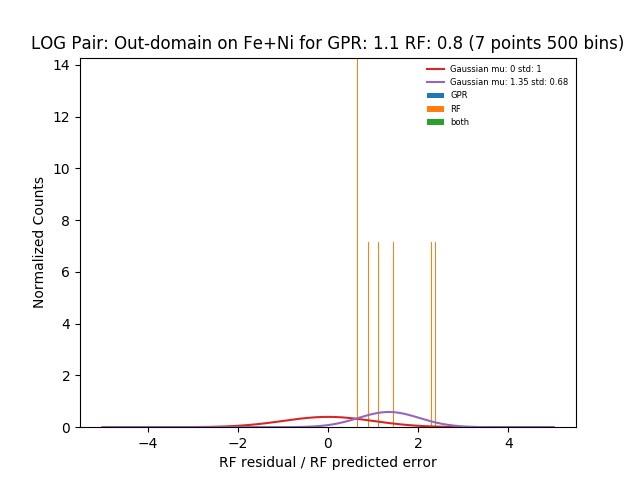 LOG Pair: Out-domain on Fe+Ni for GPR: 1.1 RF: 0.8 (7 points 500 bins)
Gaussian mu: 0 std: 1
Gaussian mu: 1.35 std: 0.68
GPR
RF
both
Normalized Counts
14
12
10
8
6
4
2
0
−4
−2
0
2
4
RF residual / RF predicted error